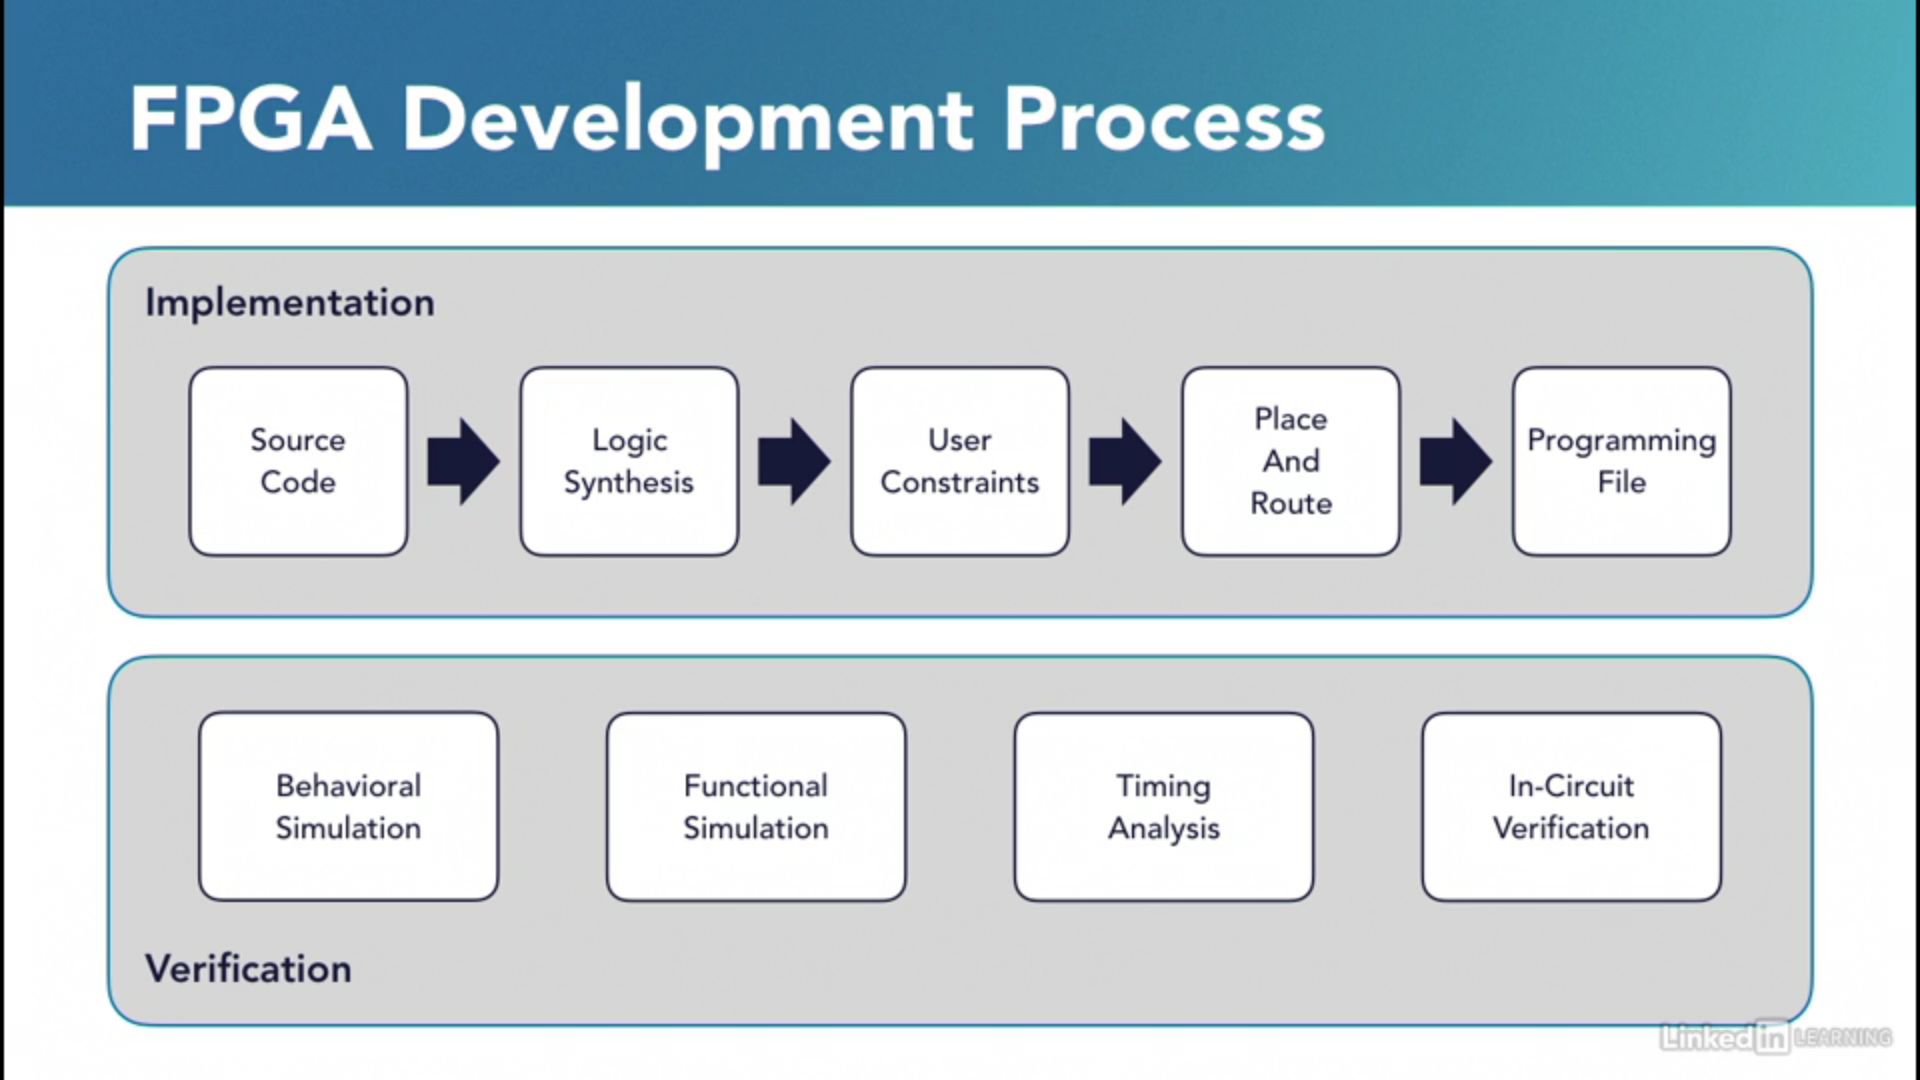 FPGA Development Process
Implementation
Source
Code
Logic
Synthesis
User
Constraints
Place
And
Route
Programming
File
Behavioral
Simulation
Functional
Simulation
Timing
Analysis
In-Circuit
Verification
Verification
Linked in LEARNING